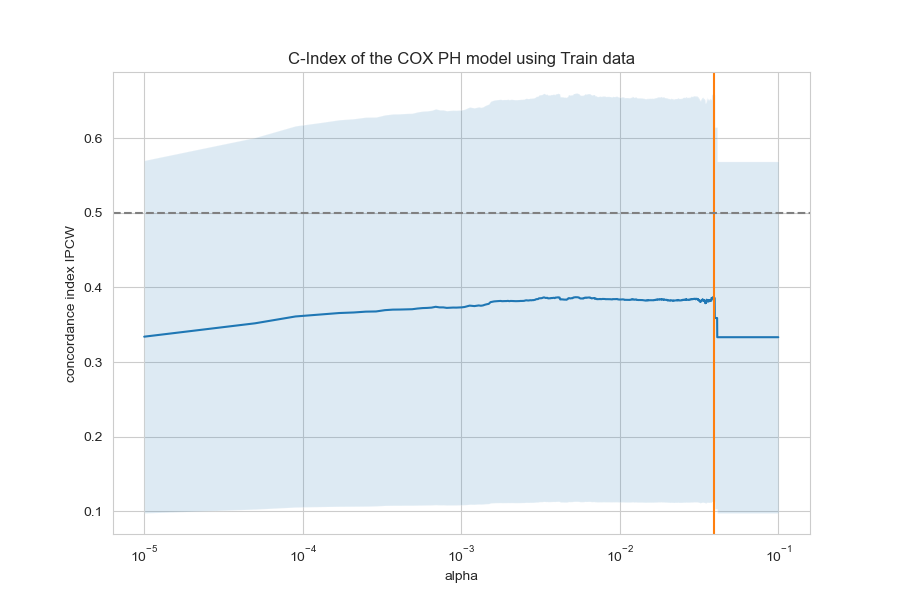 C-Index of the COX PH model using Train data
concordance index IPCW
0.6
0.5
0.4
0.3
0.2
0.1
10⁻⁵ 10⁻⁴ 10⁻³ 10⁻² 10⁻¹
alpha